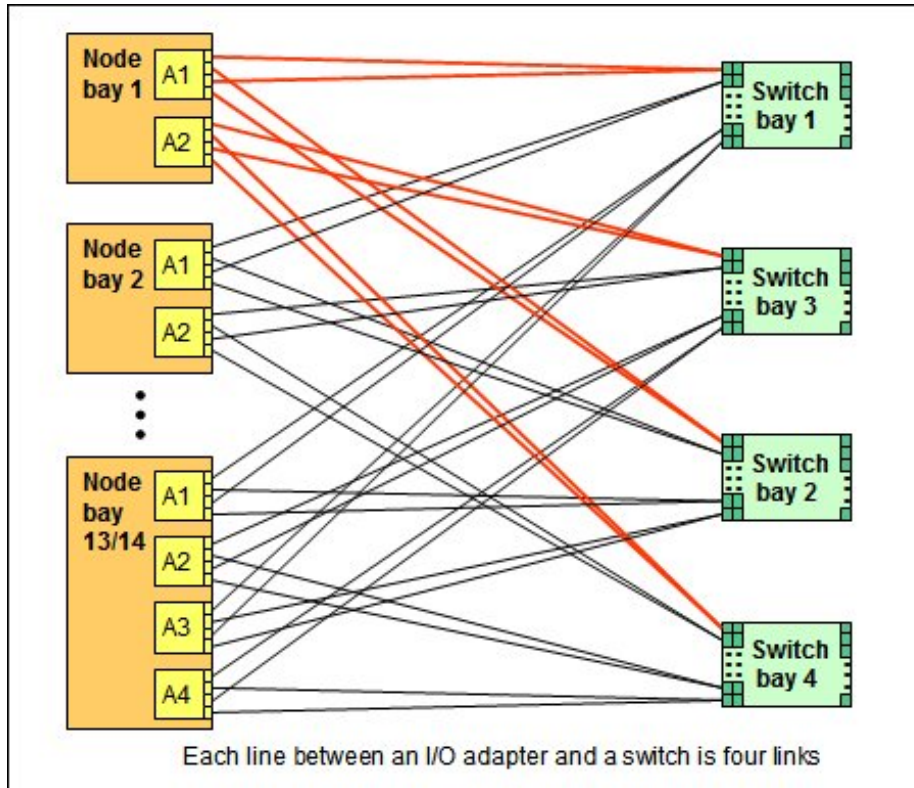 Node
bay 1
A1
A2
Node
bay 2
A1
A2
Node
bay
13/14
A1
A2
A3
A4
Switch
bay 1
Switch
bay 3
Switch
bay 2
Switch
bay 4
Each line between an I/O adapter and a switch is four links